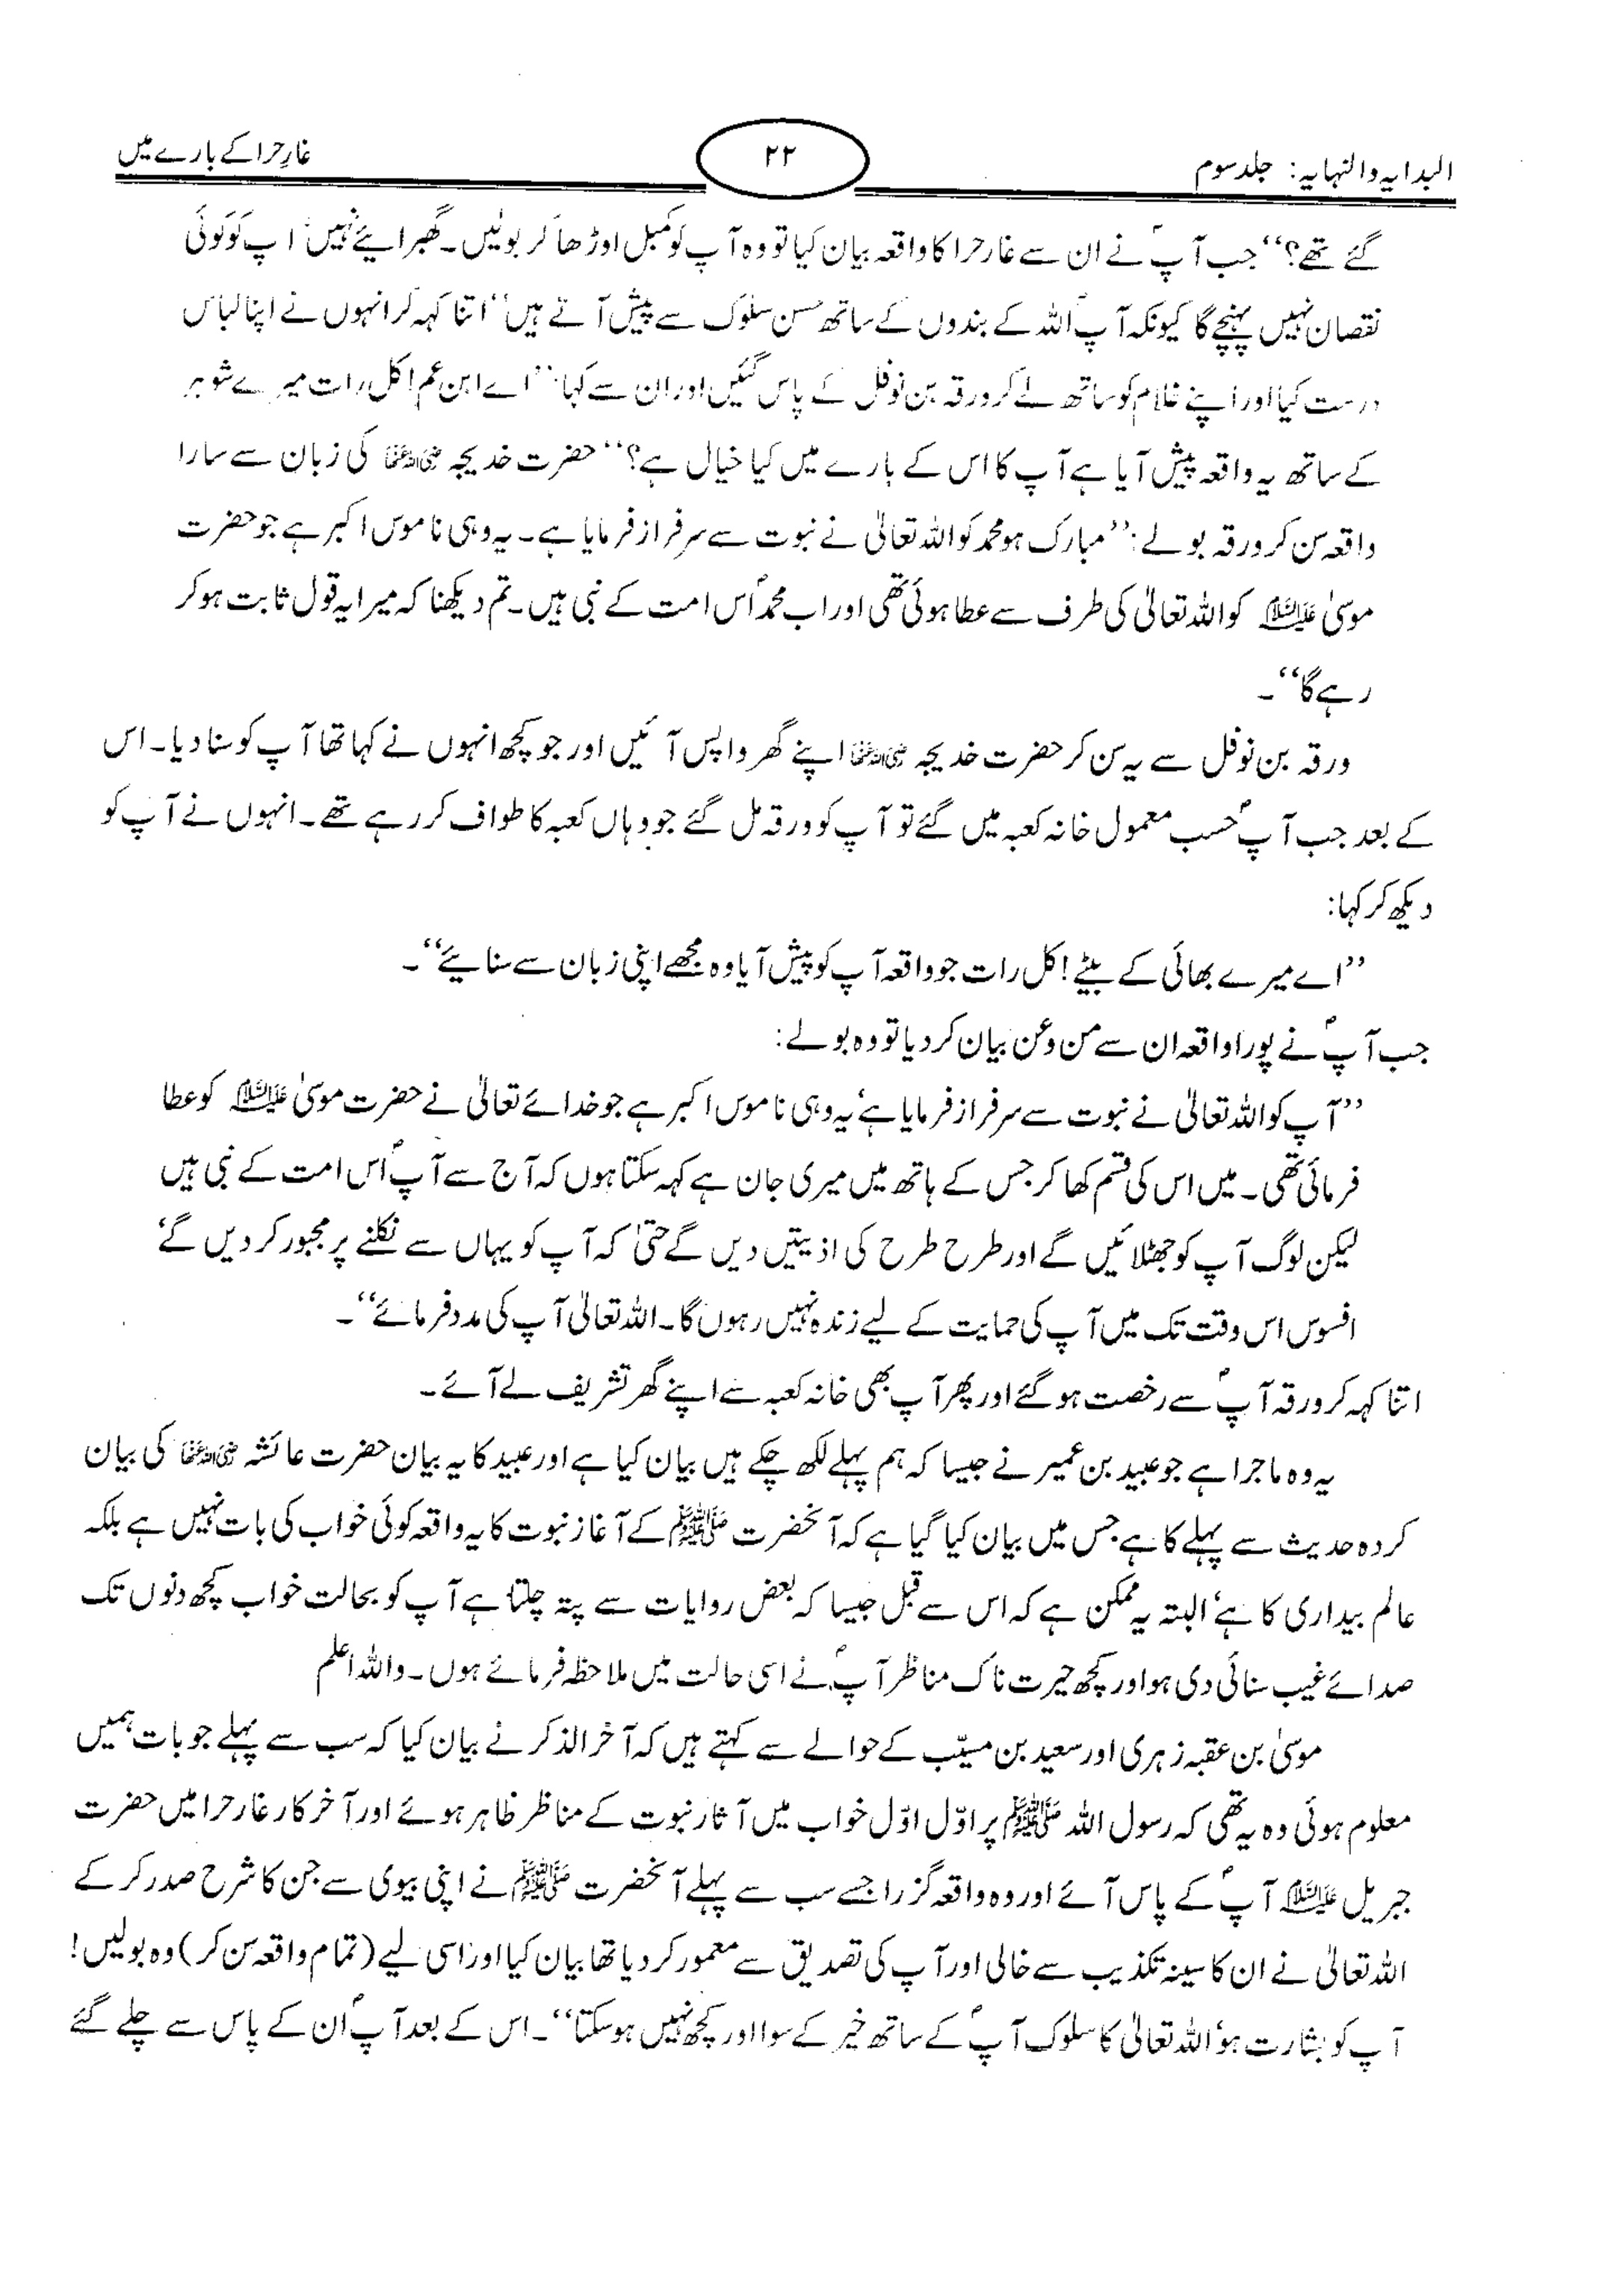 البدایہ والنہایہ: جلد سوم
۲۲
غارِ حرا کے بارے میں
گئے تھے؟‘‘ جب آپؐ نے ان سے غار حرا کا واقعہ بیان کیا تو وہ آپ کو کمبل اوڑھا کر بولیں۔ گھبرایئے نہیں آپ کو کوئی
نقصان نہیں پہنچے گا کیونکہ آپؐ اللہ کے بندوں کے ساتھ حسن سلوک سے پیش آتے ہیں‘‘ اتنا کہہ کر انہوں نے اپنا لباس
درست کیا اور اپنے غلام کو ساتھ لے کر ورقہ بن نوفل کے پاس گئیں اور ان سے کہا: ’’اے ابن عم! کل رات میرے شوہر
کے ساتھ یہ واقعہ پیش آیا ہے آپ کا اس کے بارے میں کیا خیال ہے؟‘‘ حضرت خدیجہ رضی اللہ عنہا کی زبان سے سارا
واقعہ سن کر ورقہ بولے: ’’مبارک ہو محمد کو اللہ تعالیٰ نے نبوت سے سرفراز فرمایا ہے۔ یہ وہی ناموس اکبر ہے جو حضرت
موسیٰ علیہ السلام کو اللہ تعالیٰ کی طرف سے عطا ہوئی تھی اور اب محمدؐ اس امت کے نبی ہیں۔ تم دیکھنا کہ میرا یہ قول ثابت ہو کر
رہے گا‘‘۔
ورقہ بن نوفل سے یہ سن کر حضرت خدیجہ رضی اللہ عنہا اپنے گھر واپس آئیں اور جو کچھ انہوں نے کہا تھا آپ کو سنا دیا۔ اس
کے بعد جب آپؐ حسب معمول خانہ کعبہ میں گئے تو آپ کو ورقہ مل گئے جو وہاں کعبہ کا طواف کر رہے تھے۔ انہوں نے آپ کو
دیکھ کر کہا:
’’اے میرے بھائی کے بیٹے! کل رات جو واقعہ آپ کو پیش آیا وہ مجھے اپنی زبان سے سنایئے‘‘۔
جب آپؐ نے پورا واقعہ ان سے من وعن بیان کر دیا تو وہ بولے:
’’آپ کو اللہ تعالیٰ نے نبوت سے سرفراز فرمایا ہے‘ یہ وہی ناموس اکبر ہے جو خدائے تعالیٰ نے حضرت موسیٰ علیہ السلام کو عطا
فرمائی تھی۔ میں اس کی قسم کھا کر جس کے ہاتھ میں میری جان ہے کہہ سکتا ہوں کہ آج سے آپؐ اس امت کے نبی ہیں
لیکن لوگ آپ کو جھٹلائیں گے اور طرح طرح کی اذیتیں دیں گے حتیٰ کہ آپ کو یہاں سے نکلنے پر مجبور کر دیں گے‘
افسوس اس وقت تک میں آپ کی حمایت کے لیے زندہ نہیں رہوں گا۔ اللہ تعالیٰ آپ کی مدد فرمائے‘‘۔
اتنا کہہ کر ورقہ آپؐ سے رخصت ہو گئے اور پھر آپ بھی خانہ کعبہ سے اپنے گھر تشریف لے آئے۔
یہ وہ ماجرا ہے جو عبید بن عمیر نے جیسا کہ ہم پہلے لکھ چکے ہیں بیان کیا ہے اور عبید کا یہ بیان حضرت عائشہ رضی اللہ عنہا کی بیان
کردہ حدیث سے پہلے کا ہے جس میں بیان کیا گیا ہے کہ آنحضرت ﷺ کے آغاز نبوت کا یہ واقعہ کوئی خواب کی بات نہیں ہے بلکہ
عالم بیداری کا ہے‘ البتہ یہ ممکن ہے کہ اس سے قبل جیسا کہ بعض روایات سے پتہ چلتا ہے آپ کو بحالت خواب کچھ دنوں تک
صدائے غیب سنائی دی ہو اور کچھ حیرت ناک مناظر آپؐ نے اسی حالت میں ملاحظہ فرمائے ہوں۔ واللہ اعلم
موسیٰ بن عقبہ زہری اور سعید بن مسیّب کے حوالے سے کہتے ہیں کہ آخر الذکر نے بیان کیا کہ سب سے پہلے جو بات ہمیں
معلوم ہوئی وہ یہ تھی کہ رسول اللہ ﷺ پر اوّل اوّل خواب میں آثار نبوت کے مناظر ظاہر ہوئے اور آخر کار غار حرا میں حضرت
جبریل علیہ السلام آپؐ کے پاس آئے اور وہ واقعہ گزرا جسے سب سے پہلے آنحضرت ﷺ نے اپنی بیوی سے جن کا شرح صدر کر کے
اللہ تعالیٰ نے ان کا سینہ تکذیب سے خالی اور آپ کی تصدیق سے معمور کر دیا تھا بیان کیا اور اسی لیے (تمام واقعہ سن کر) وہ بولیں!
آپ کو بشارت ہو‘ اللہ تعالیٰ کا سلوک آپؐ کے ساتھ خیر کے سوا اور کچھ نہیں ہو سکتا‘‘۔ اس کے بعد آپؐ ان کے پاس سے چلے گئے